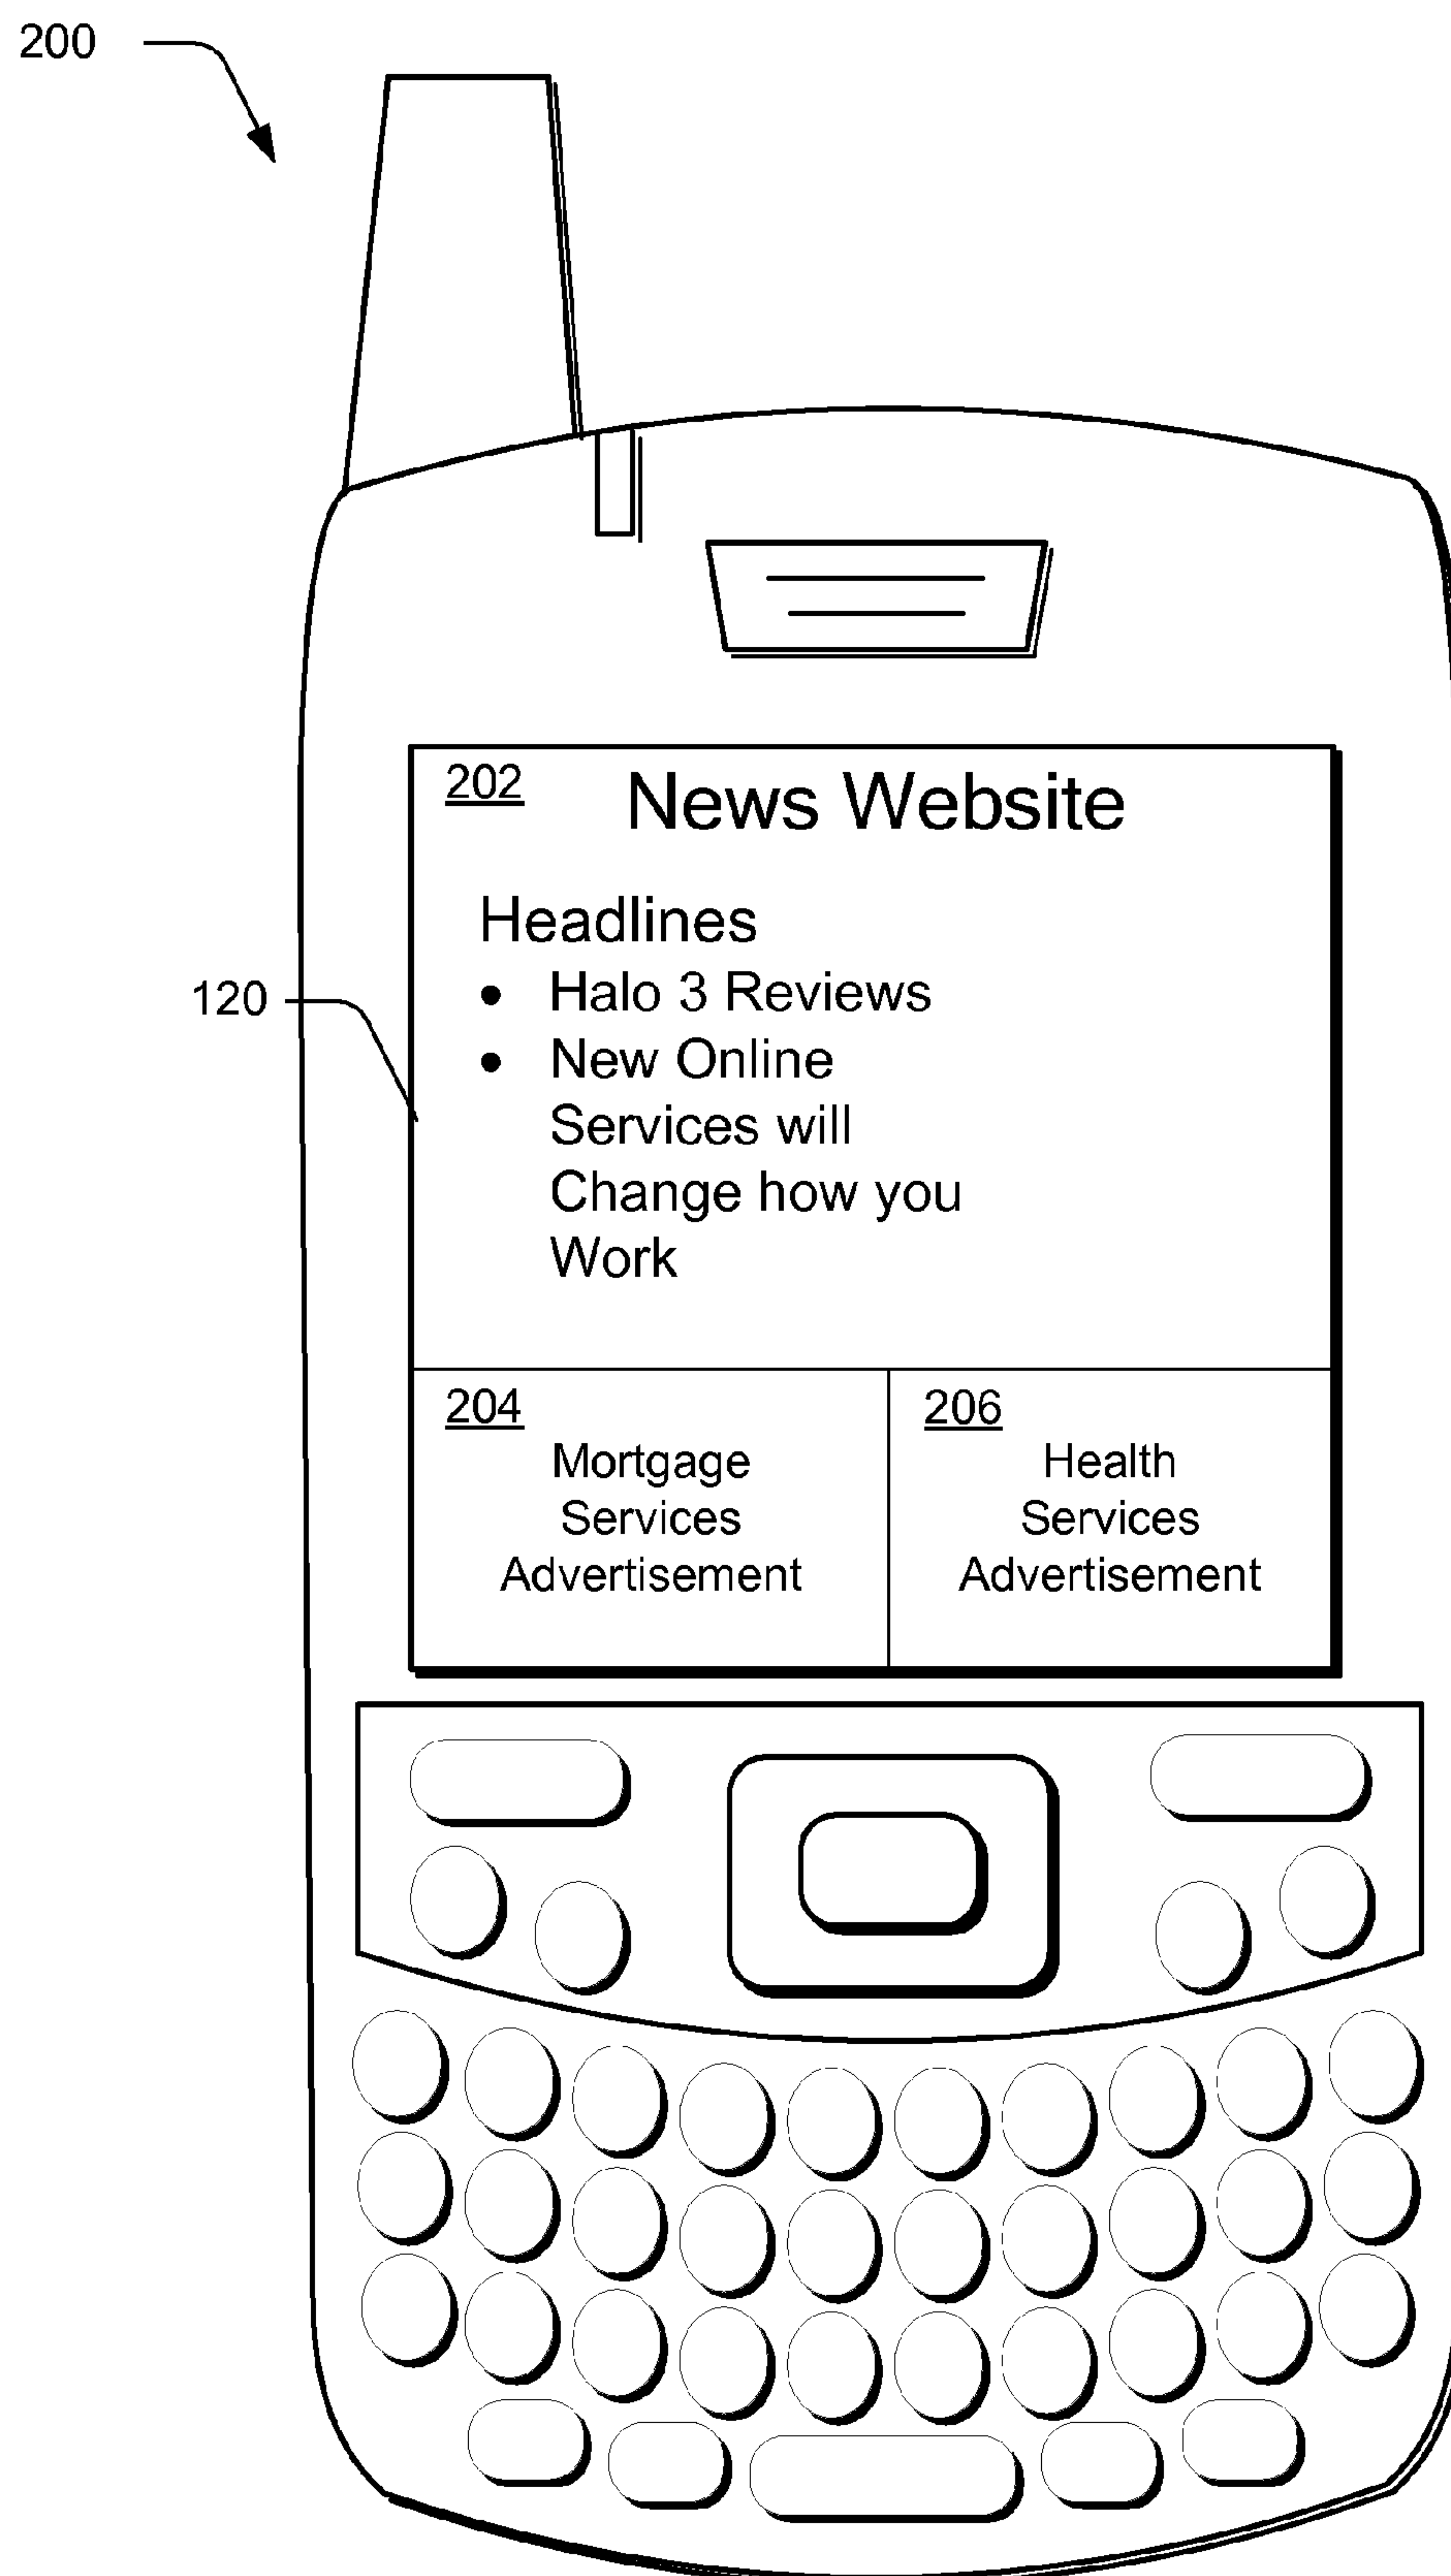 200
202 News Website
Headlines
• Halo 3 Reviews
120
• New Online
Services will
Change how you
Work
204
Mortgage
Services
Advertisement
206
Health
Services
Advertisement